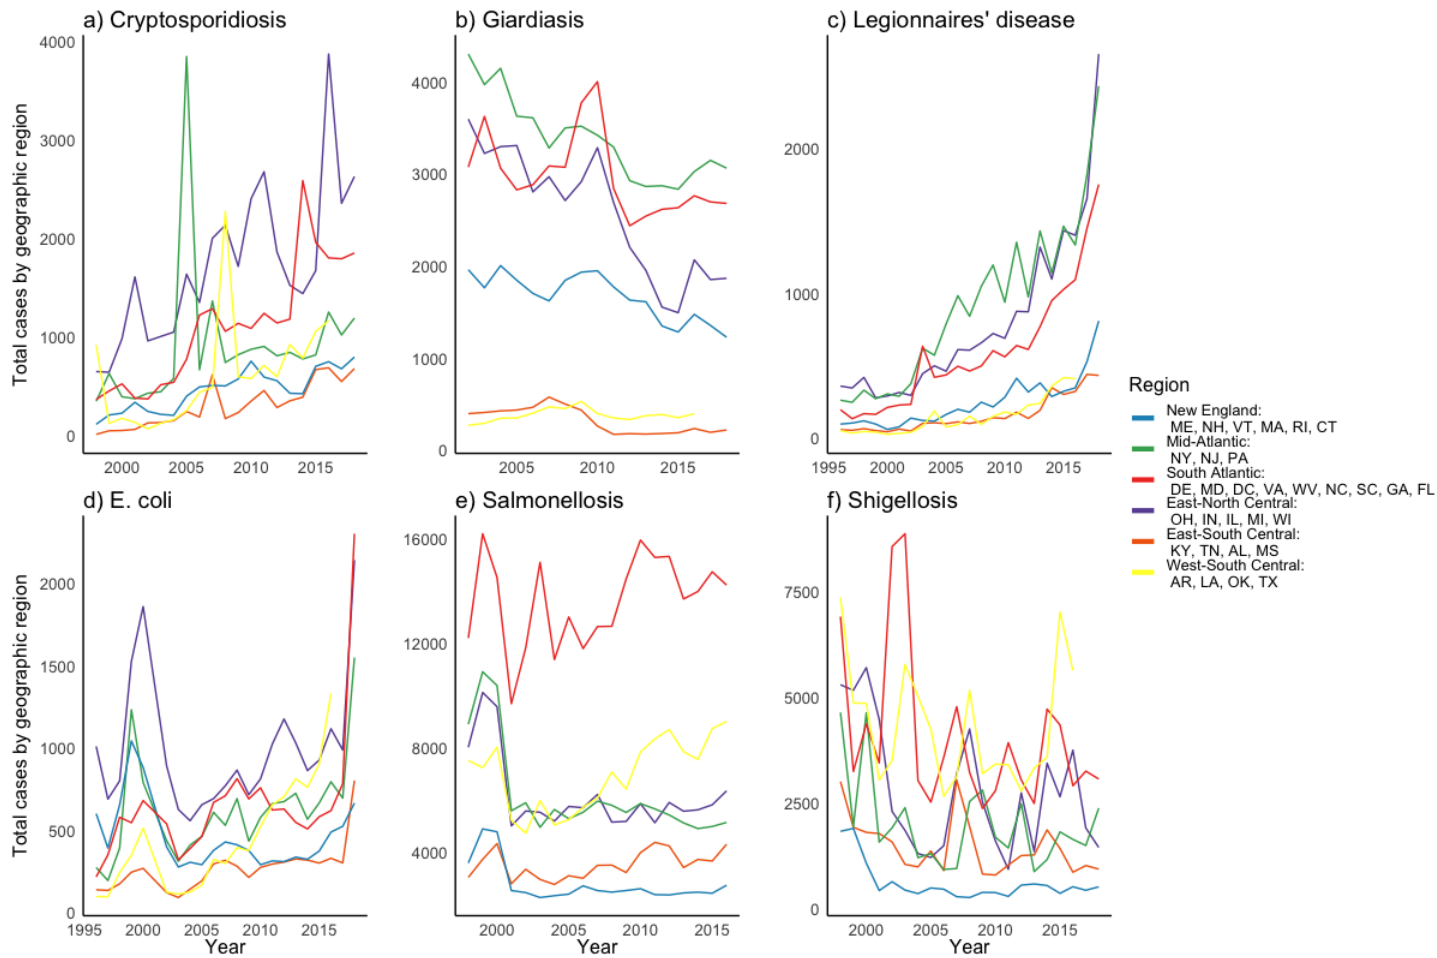 a) Cryptosporidiosis
b) Giardiasis
c) Legionnaires' disease
Total cases by geographic region
4000
3000
2000
1000
0
2000
2005
2010
2015
4000
3000
2000
1000
0
2005
2010
2015
2000
1000
0
1995
2000
2005
2010
2015
Region
New England:
ME, NH, VT, MA, RI, CT
Mid-Atlantic:
NY, NJ, PA
South Atlantic:
DE, MD, DC, VA, WV, NC, SC, GA, FL
East-North Central:
OH, IN, IL, MI, WI
East-South Central:
KY, TN, AL, MS
West-South Central:
AR, LA, OK, TX
d) E. coli
e) Salmonellosis
f) Shigellosis
Total cases by geographic region
2000
1500
1000
500
0
1995
2000
2005
2010
2015
Year
16000
12000
8000
4000
2000
2005
2010
2015
Year
7500
5000
2500
0
2000
2005
2010
2015
Year